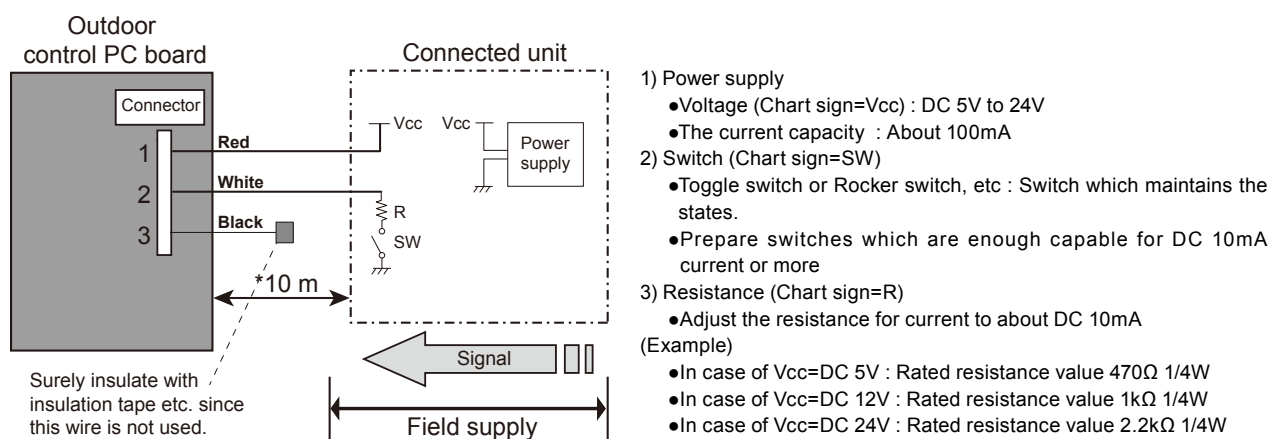 Outdoor
control PC board
Connector
1
2
3
Red
White
Black
*10 m
Surely insulate with
insulation tape etc. since
this wire is not used.
Connected unit
Vcc
Vcc
Power
supply
R
SW
Signal
Field supply
1) Power supply
●Voltage (Chart sign=Vcc) : DC 5V to 24V
●The current capacity : About 100mA
2) Switch (Chart sign=SW)
●Toggle switch or Rocker switch, etc : Switch which maintains the
states.
●Prepare switches which are enough capable for DC 10mA
current or more
3) Resistance (Chart sign=R)
●Adjust the resistance for current to about DC 10mA
(Example)
●In case of Vcc=DC 5V : Rated resistance value 470Ω 1/4W
●In case of Vcc=DC 12V : Rated resistance value 1kΩ 1/4W
●In case of Vcc=DC 24V : Rated resistance value 2.2kΩ 1/4W